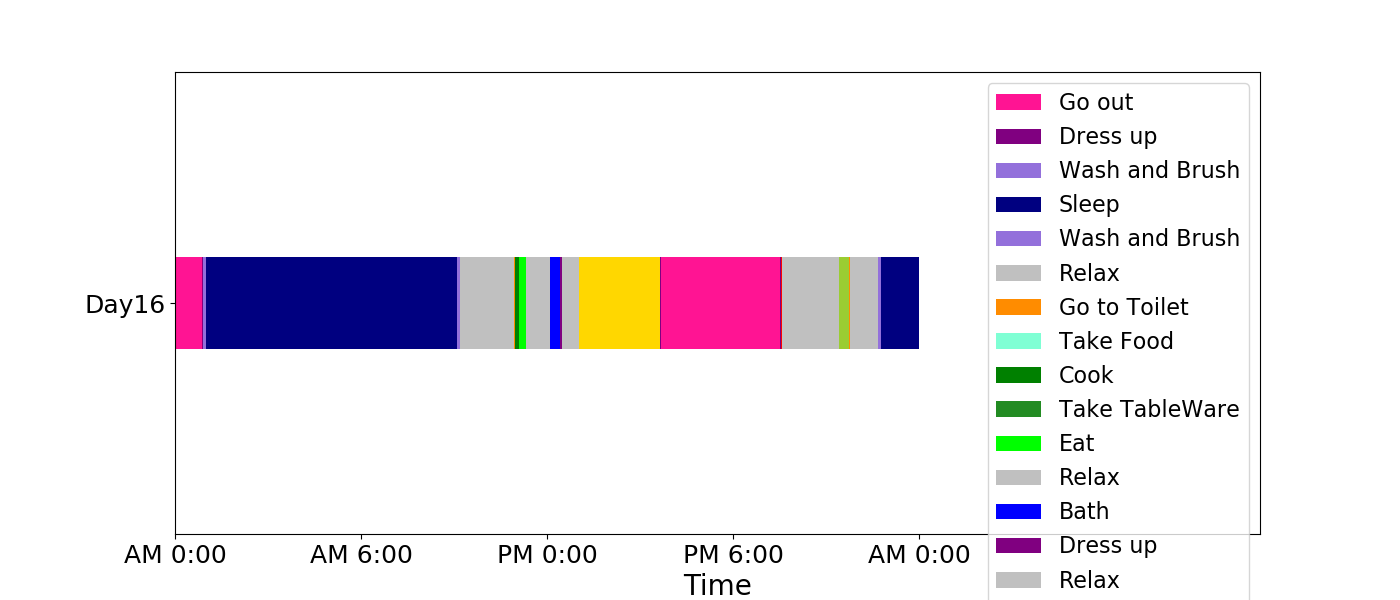 Go out
Dress up
Wash and Brush
Sleep
Wash and Brush
Relax
Go to Toilet
Take Food
Cook
Take TableWare
Eat
Relax
Bath
Dress up
Relax
Day16
AM 0:00 AM 6:00 PM 0:00 PM 6:00 AM 0:00
Time